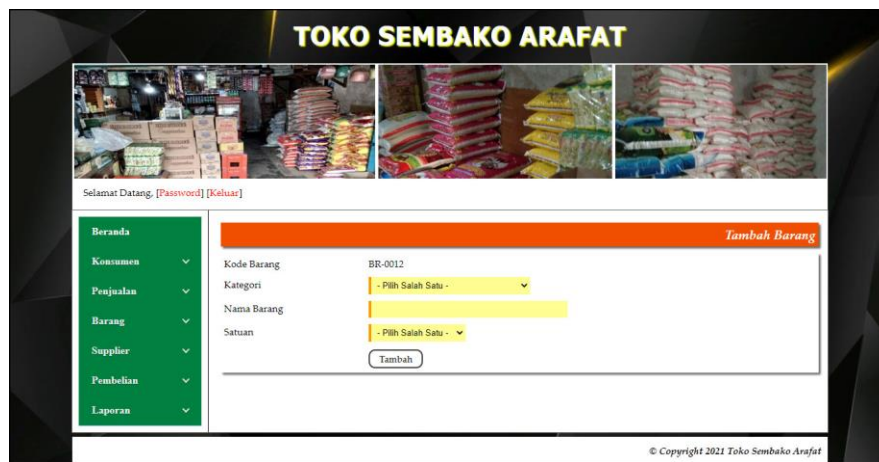 TOKO SEMBAKO ARAFAT
Selamat Datang, [Password] [Keluar]
Beranda
Konsumen
Penjualan
Barang
Supplier
Pembelian
Laporan
Tambah Barang
Kode Barang BR-0012
Kategori - Pilih Salah Satu -
Nama Barang
Satuan - Pilih Salah Satu -
Tambah
© Copyright 2021 Toko Sembako Arafat